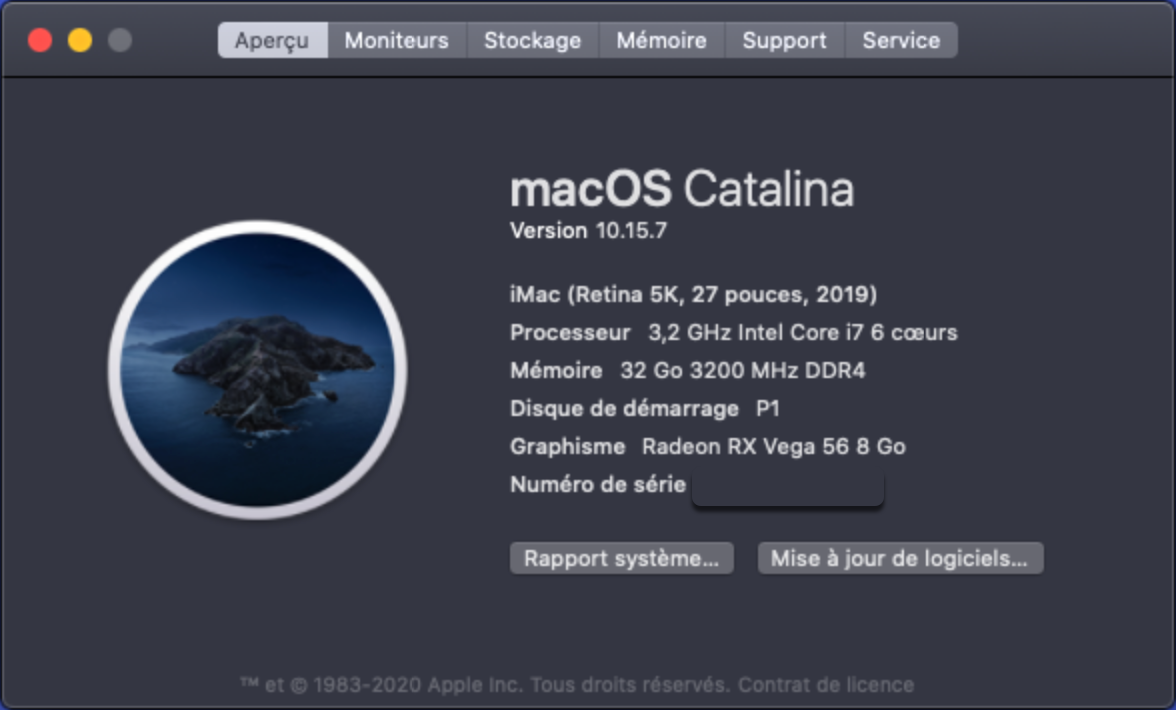 Aperçu Moniteurs Stockage Mémoire Support Service
macOS Catalina
Version 10.15.7
iMac (Retina 5K, 27 pouces, 2019)
Processeur 3,2 GHz Intel Core i7 6 cœurs
Mémoire 32 Go 3200 MHz DDR4
Disque de démarrage P1
Graphisme Radeon RX Vega 56 8 Go
Numéro de série
Rapport système... Mise à jour de logiciels...
™ et © 1983-2020 Apple Inc. Tous droits réservés. Contrat de licence